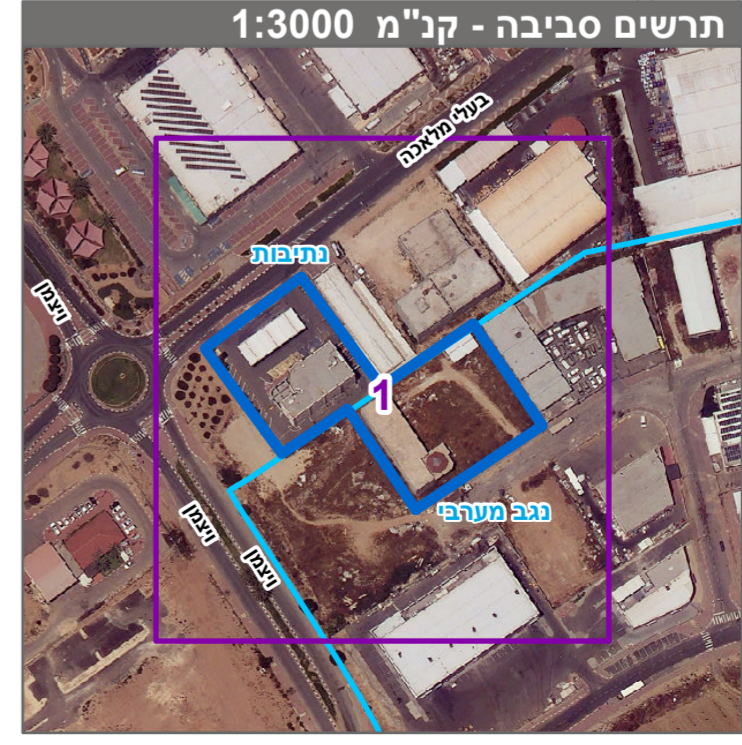 תרשים סביבה - קנ"מ 1:3000
בעלי מלאכה
נתיבות
ויצמן
1
נגב מערבי
ויצמן
ויצמן